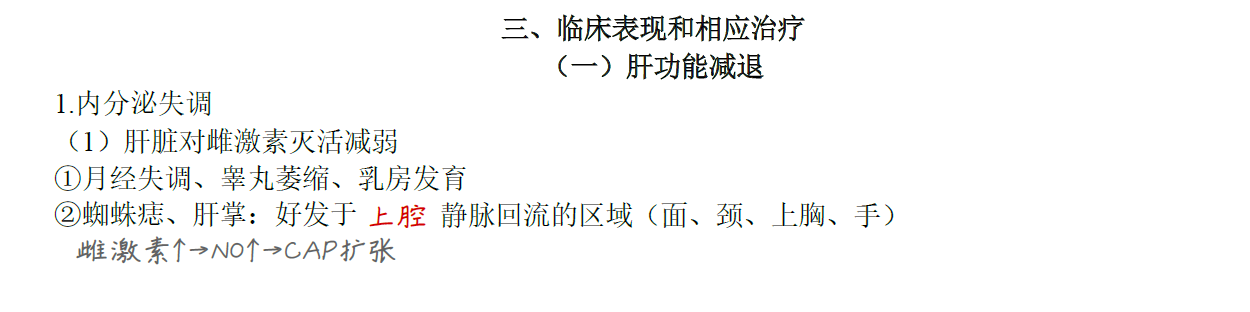 三、临床表现和相应治疗
（一）肝功能减退
1.内分泌失调
（1）肝脏对雌激素灭活减弱
①月经失调、睾丸萎缩、乳房发育
②蜘蛛痣、肝掌：好发于 上腔 静脉回流的区域（面、颈、上胸、手）
雌激素↑→NO↑→CAP扩张